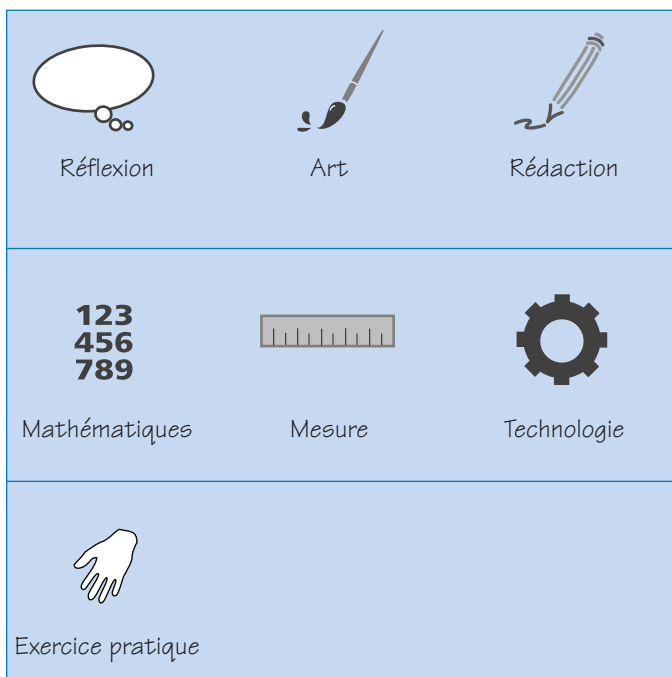 Réflexion
Art
Rédaction
123
456
789
Mathématiques
Mesure
Technologie
Exercice pratique